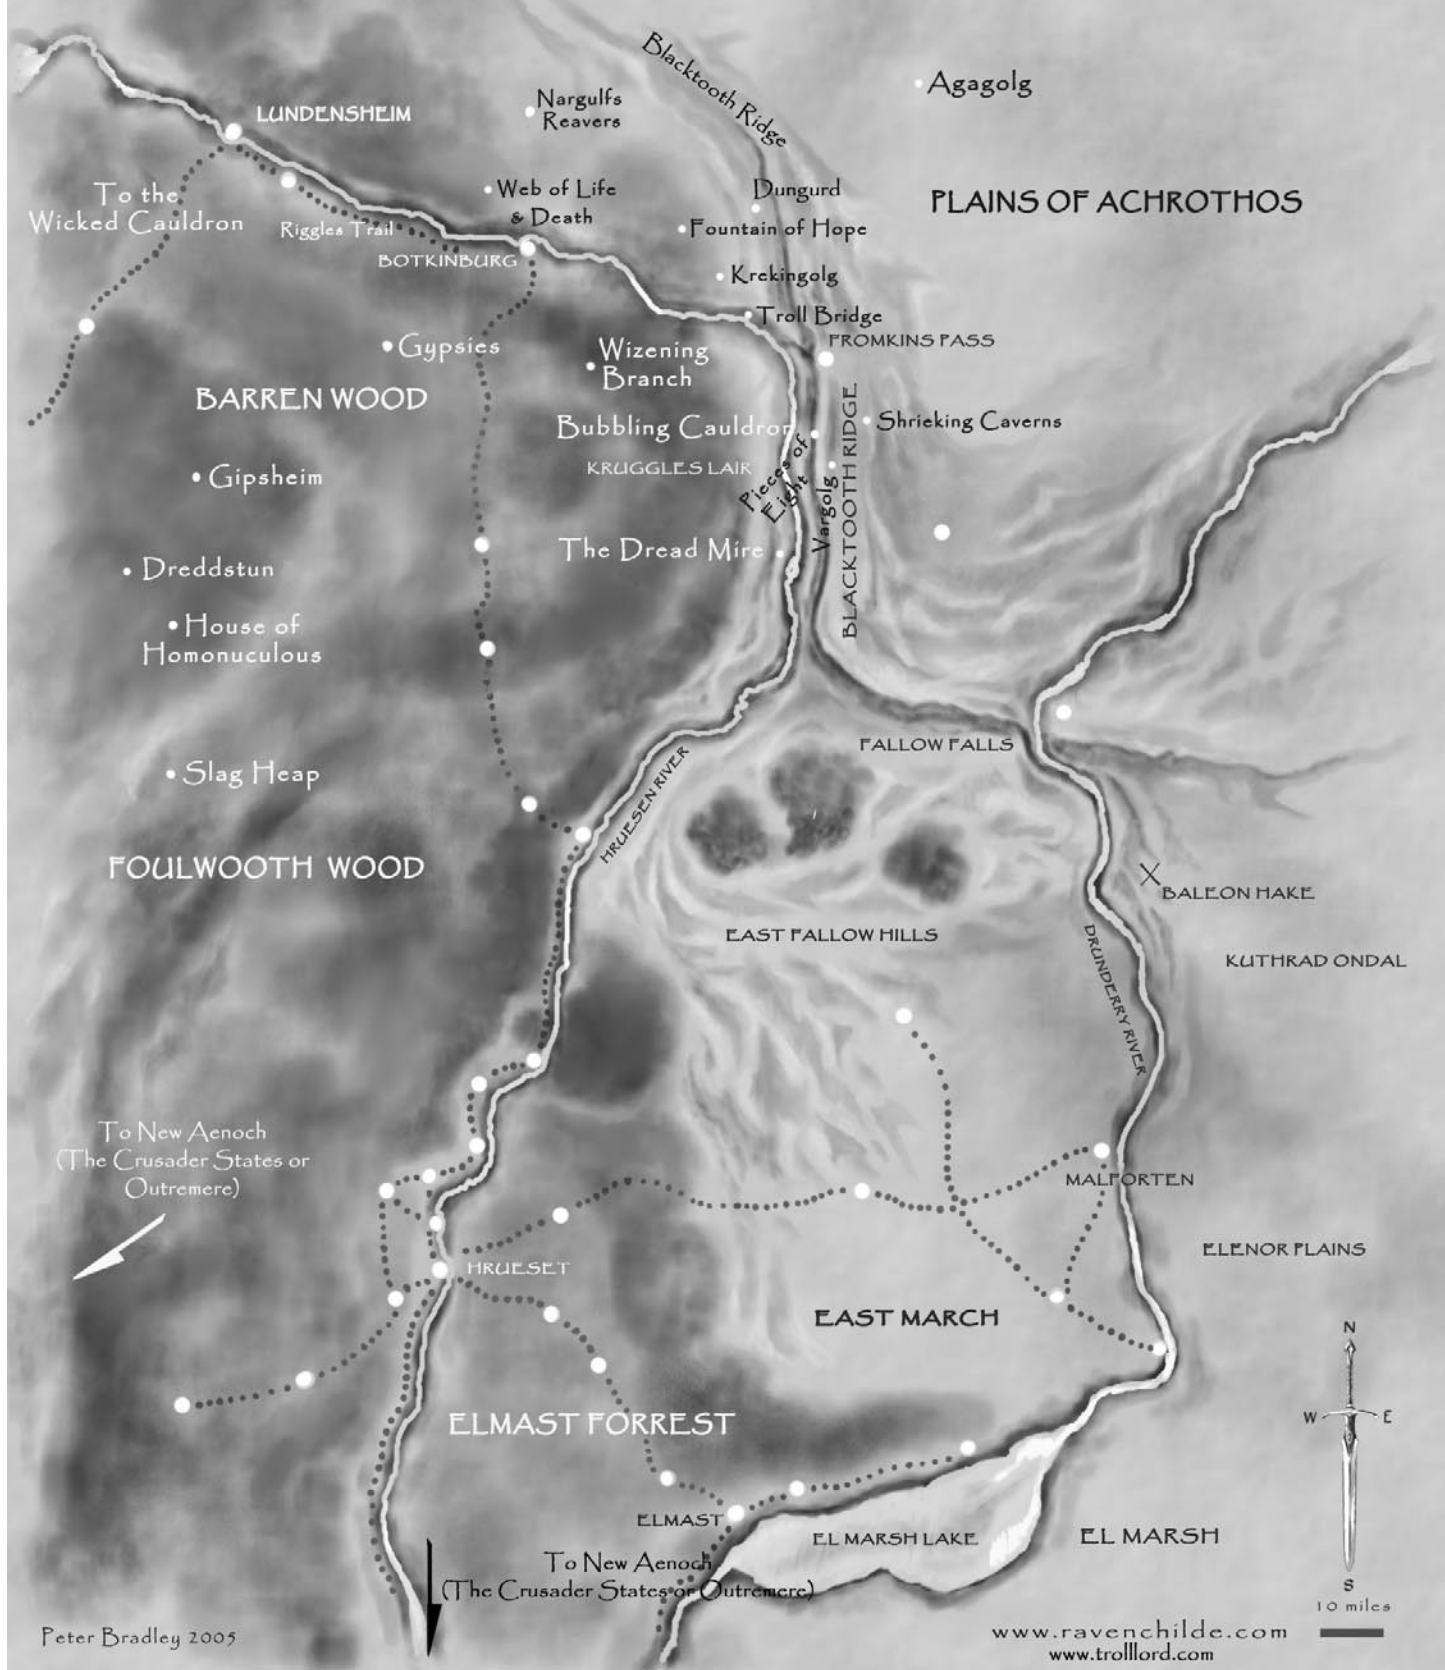 Blacktooth Ridge
Agagolg
Nargulfs
Reavers
LUNDENSHEIM
To the
Wicked Cauldron
Riggles Trail
Web of Life
& Death
Dungurd
PLAINS OF ACHROTHOS
Fountain of Hope
BOTKINBURG
Krekingolg
Troll Bridge
FROMKINS PASS
Gypsies
Wizening
Branch
BARREN WOOD
Bubbling Cauldron
Shrieking Caverns
KRUGGLES LAIR
Pieces of
Eight
Vargolg
BLACKTOOTH RIDGE
Gipsheim
The Dread Mire
Dreddstun
House of
Homonuculous
FALLOW FALLS
Slag Heap
HRUESEN RIVER
FOULWOOTH WOOD
X
BALEON HAKE
EAST FALLOW HILLS
KUTHRAD ONDAL
DRUNDERRY RIVER
To New Aenoch
(The Crusader States or
Outremere)
MALFORTEN
ELENOR PLAINS
HRUESET
EAST MARCH
N
W E
S
ELMAST FORREST
ELMAST
EL MARSH LAKE
EL MARSH
To New Aenoch
(The Crusader States or Outremere)
10 miles
Peter Bradley 2005
www.ravenchilde.com
www.trolllord.com